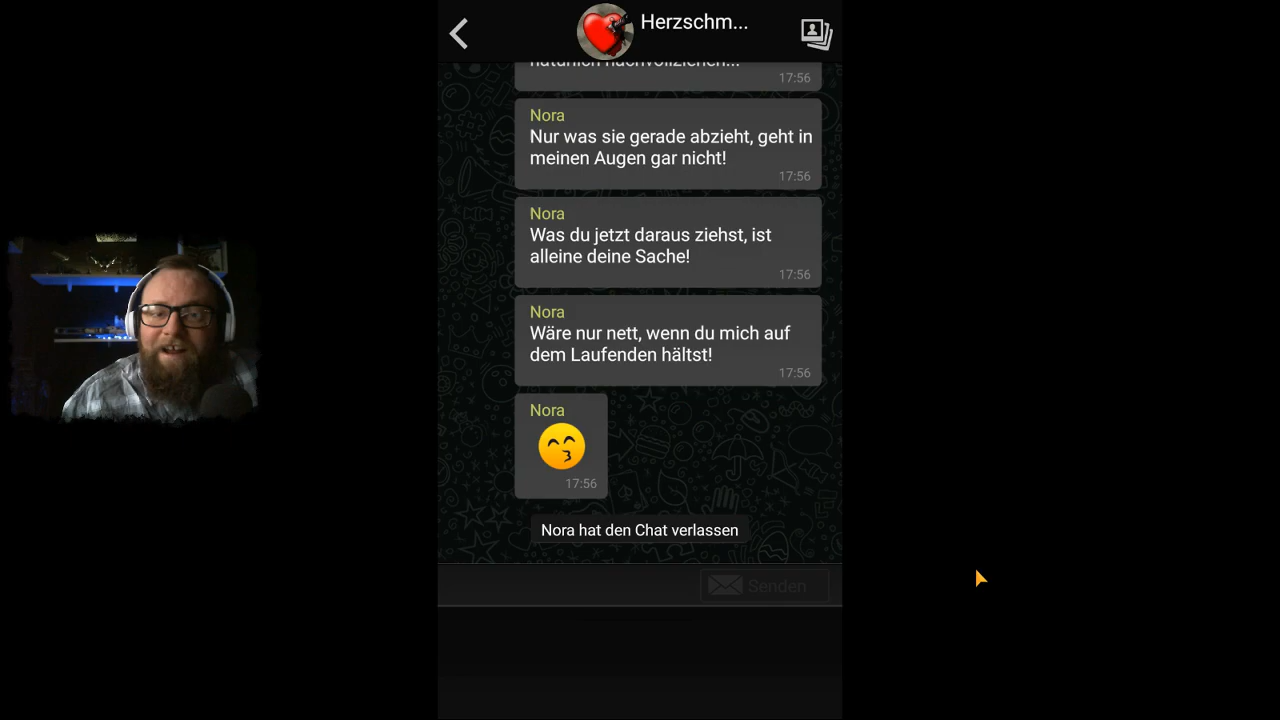 Herzschm...
natürlich nachvollziehen...
17:56
Nora
Nur was sie gerade abzieht, geht in
meinen Augen gar nicht!
17:56
Nora
Was du jetzt daraus ziehst, ist
alleine deine Sache!
17:56
Nora
Wäre nur nett, wenn du mich auf
dem Laufenden hältst!
17:56
Nora
17:56
Nora hat den Chat verlassen
Senden